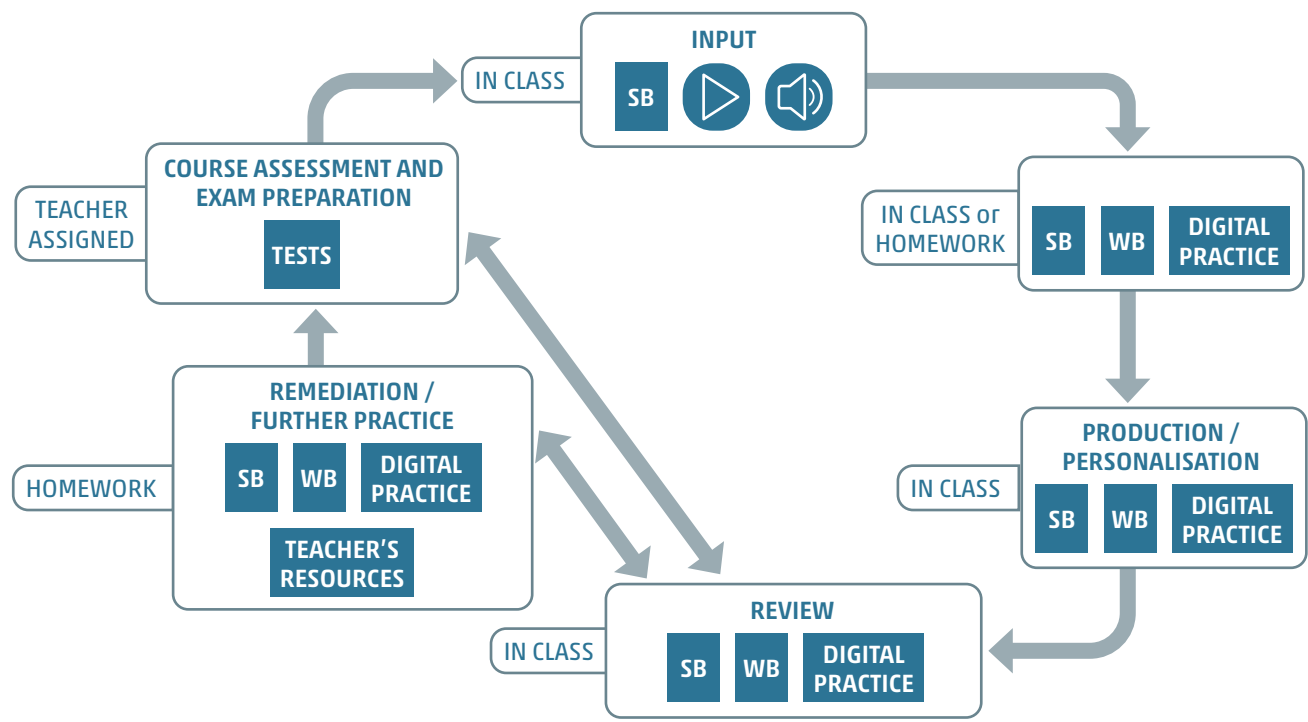 INPUT
IN CLASS
SB
IN CLASS or
HOMEWORK
SB WB DIGITAL
PRACTICE
PRODUCTION /
PERSONALISATION
IN CLASS
SB WB DIGITAL
PRACTICE
REVIEW
IN CLASS
SB WB DIGITAL
PRACTICE
REMEDIATION /
FURTHER PRACTICE
HOMEWORK
SB WB DIGITAL
PRACTICE
TEACHER'S
RESOURCES
COURSE ASSESSMENT AND
EXAM PREPARATION
TEACHER
ASSIGNED
TESTS